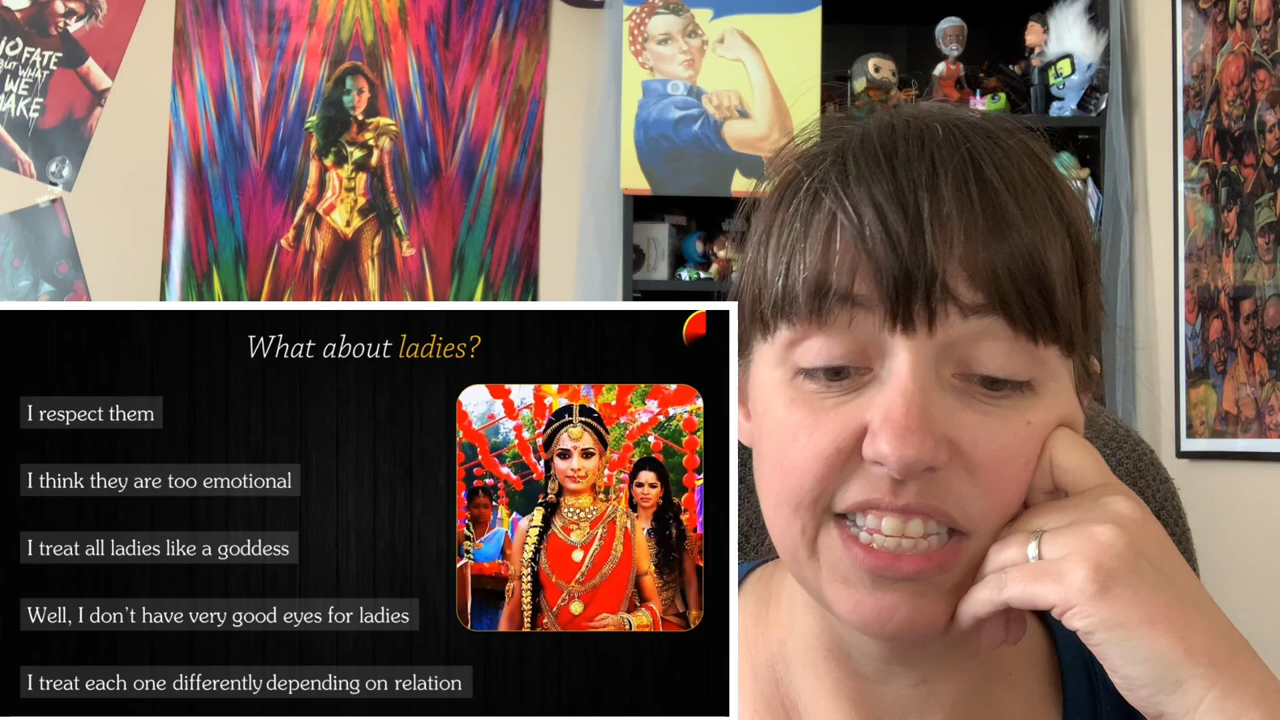 NO FATE
BUT WHAT
WE
MAKE
What about ladies?
I respect them
I think they are too emotional
I treat all ladies like a goddess
Well, I don't have very good eyes for ladies
I treat each one differently depending on relation